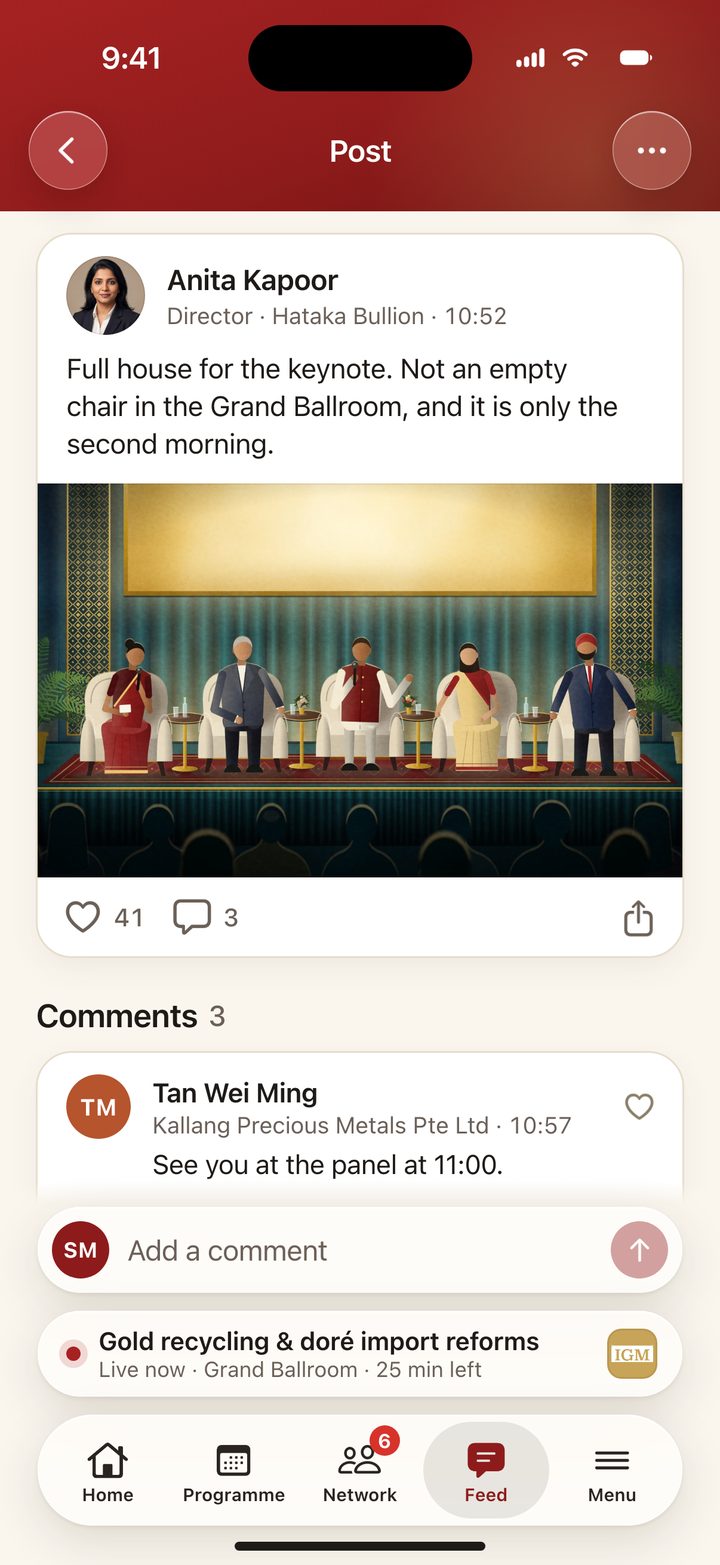 9:41
Post
Anita Kapoor
Director · Hataka Bullion · 10:52
Full house for the keynote. Not an empty
chair in the Grand Ballroom, and it is only the
second morning.
41
3
Comments 3
TM
Tan Wei Ming
Kallang Precious Metals Pte Ltd · 10:57
See you at the panel at 11:00.
SM
Add a comment
Gold recycling & doré import reforms
Live now · Grand Ballroom · 25 min left
IGM
6
Home
Programme
Network
Feed
Menu